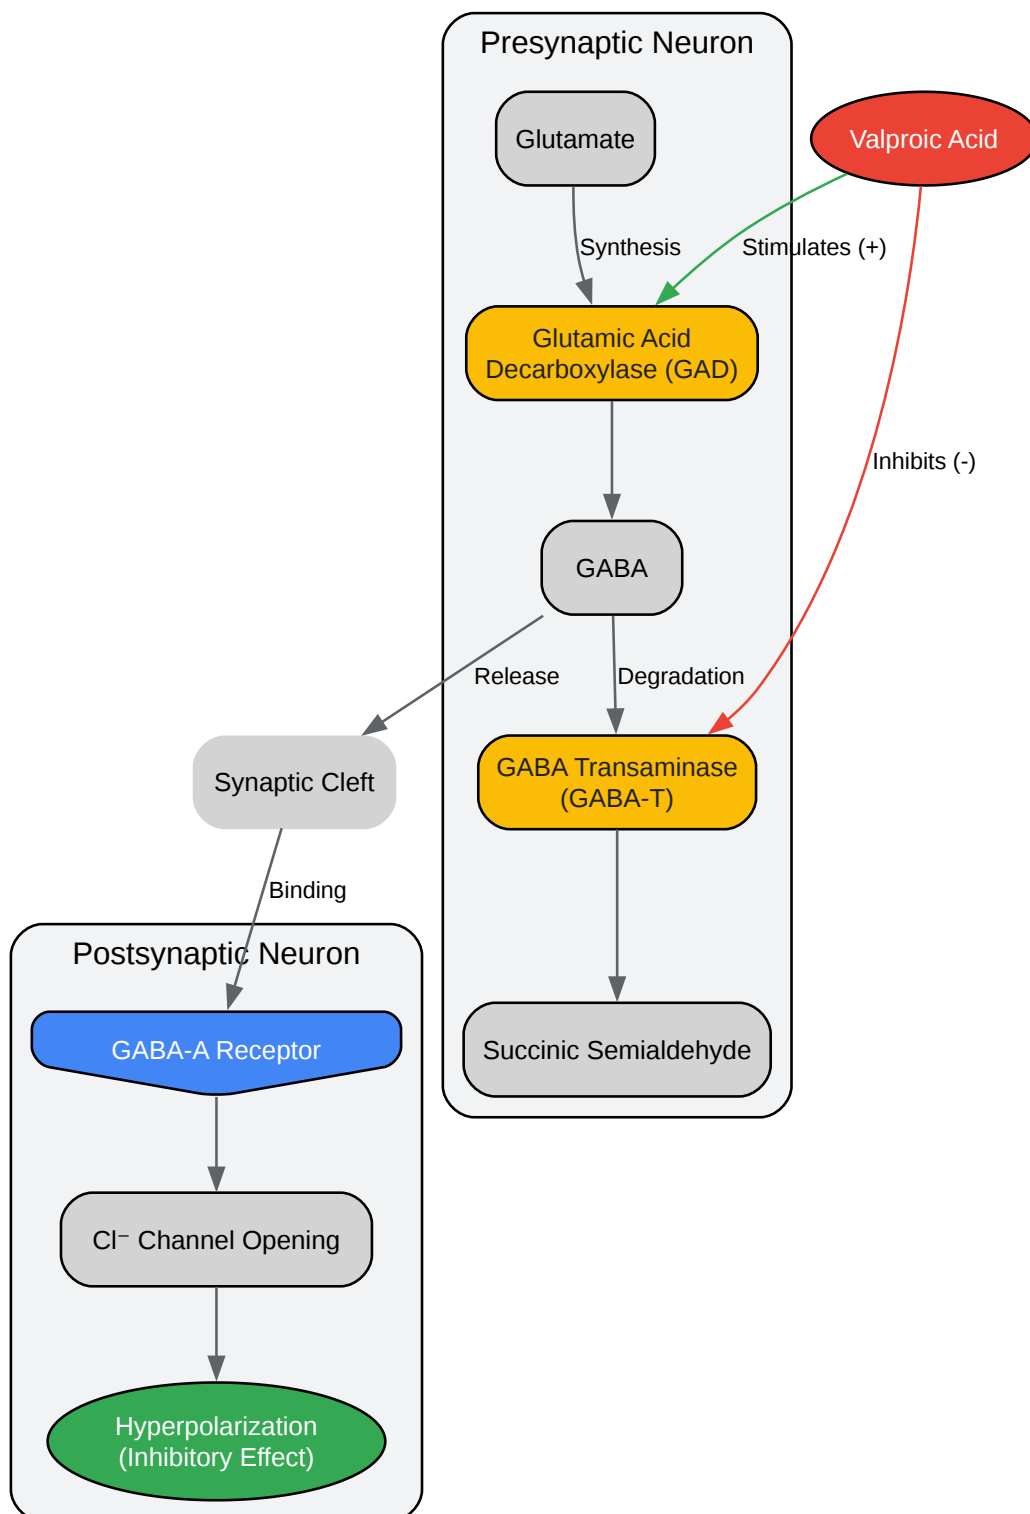 Presynaptic Neuron
Glutamate
Valproic Acid
Synthesis
Stimulates (+)
Glutamic Acid
Decarboxylase (GAD)
Inhibits (-)
GABA
Release
Degradation
Synaptic Cleft
GABA Transaminase
(GABA-T)
Binding
Postsynaptic Neuron
GABA-A Receptor
Succinic Semialdehyde
Cl⁻ Channel Opening
Hyperpolarization
(Inhibitory Effect)